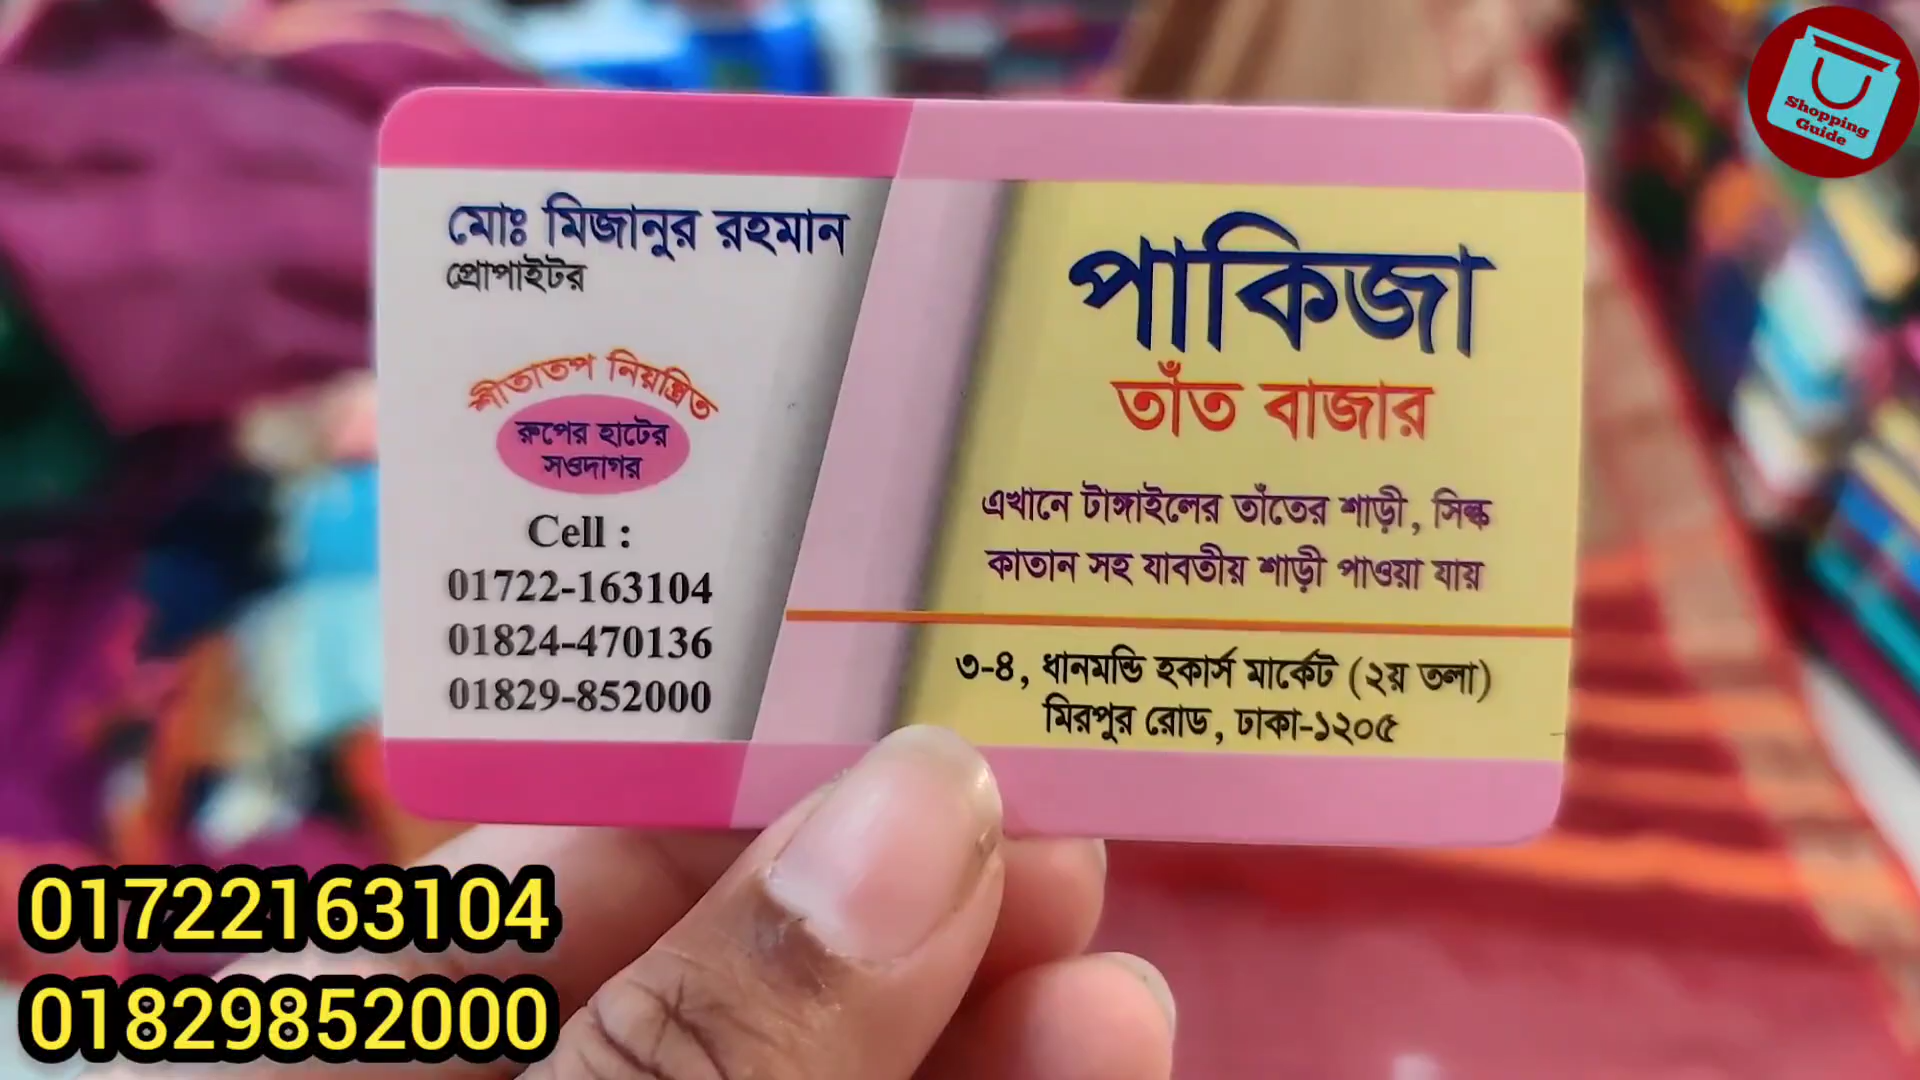 Shopping
Guide
মোঃ মিজানুর রহমান
প্রোপাইটর
শীতাতপ নিয়ন্ত্রিত
রুপের হাটের
সওদাগর
Cell :
01722-163104
01824-470136
01829-852000
পাকিজা
তাঁত বাজার
এখানে টাঙ্গাইলের তাঁতের শাড়ী, সিল্ক
কাতান সহ যাবতীয় শাড়ী পাওয়া যায়
৩-৪, ধানমন্ডি হকার্স মার্কেট (২য় তলা)
মিরপুর রোড, ঢাকা-১২০৫
01722163104
01829852000